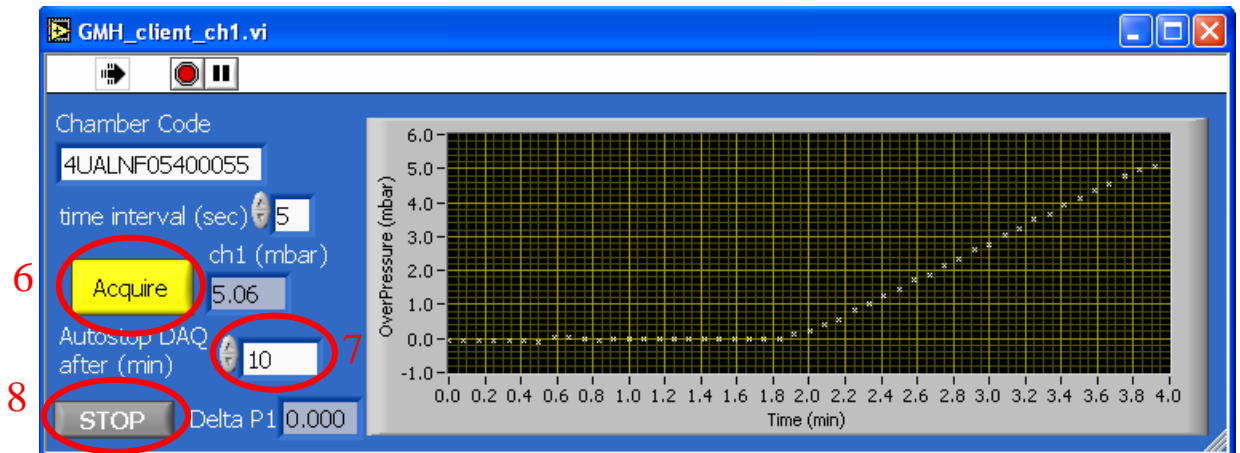 GMH_client_ch1.vi
Chamber Code
4UALNF05400055
time interval (sec) 5
ch1 (mbar)
6
Acquire
5.06
Autostop DAQ
after (min)
10
7
8
STOP
Delta P1 0.000
OverPressure (mbar)
6.0
5.0
4.0
3.0
2.0
1.0
0.0
-1.0
0.0 0.2 0.4 0.6 0.8 1.0 1.2 1.4 1.6 1.8 2.0 2.2 2.4 2.6 2.8 3.0 3.2 3.4 3.6 3.8 4.0
Time (min)